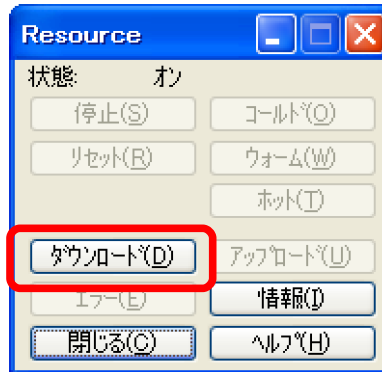 Resource
状態: オン
停止(S) コールド(O)
リセット(R) ウォーム(W)
ホット(T)
ダウンロード(D) アップロード(U)
エラー(E) 情報(I)
閉じる(C) ヘルプ(H)